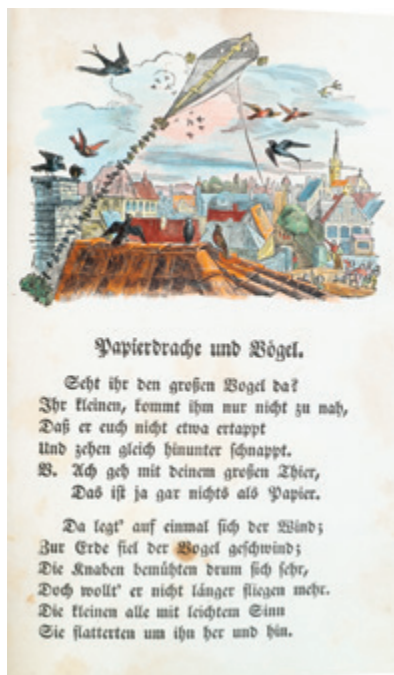 Papierdrache und Vögel.
Seht ihr den großen Vogel da?
Ihr kleinen, kommt ihm nur nicht zu nah,
Daß er euch nicht etwa ertappt
Und zehen gleich hinunter schnappt.
V. Ach geh mit deinem großen Thier,
Das ist ja gar nichts als Papier.
Da legt' auf einmal sich der Wind;
Zur Erde fiel der Vogel geschwind;
Die Knaben bemühten drum sich sehr,
Doch wollt' er nicht länger fliegen mehr.
Die kleinen alle mit leichtem Sinn
Sie flatterten um ihn her und hin.